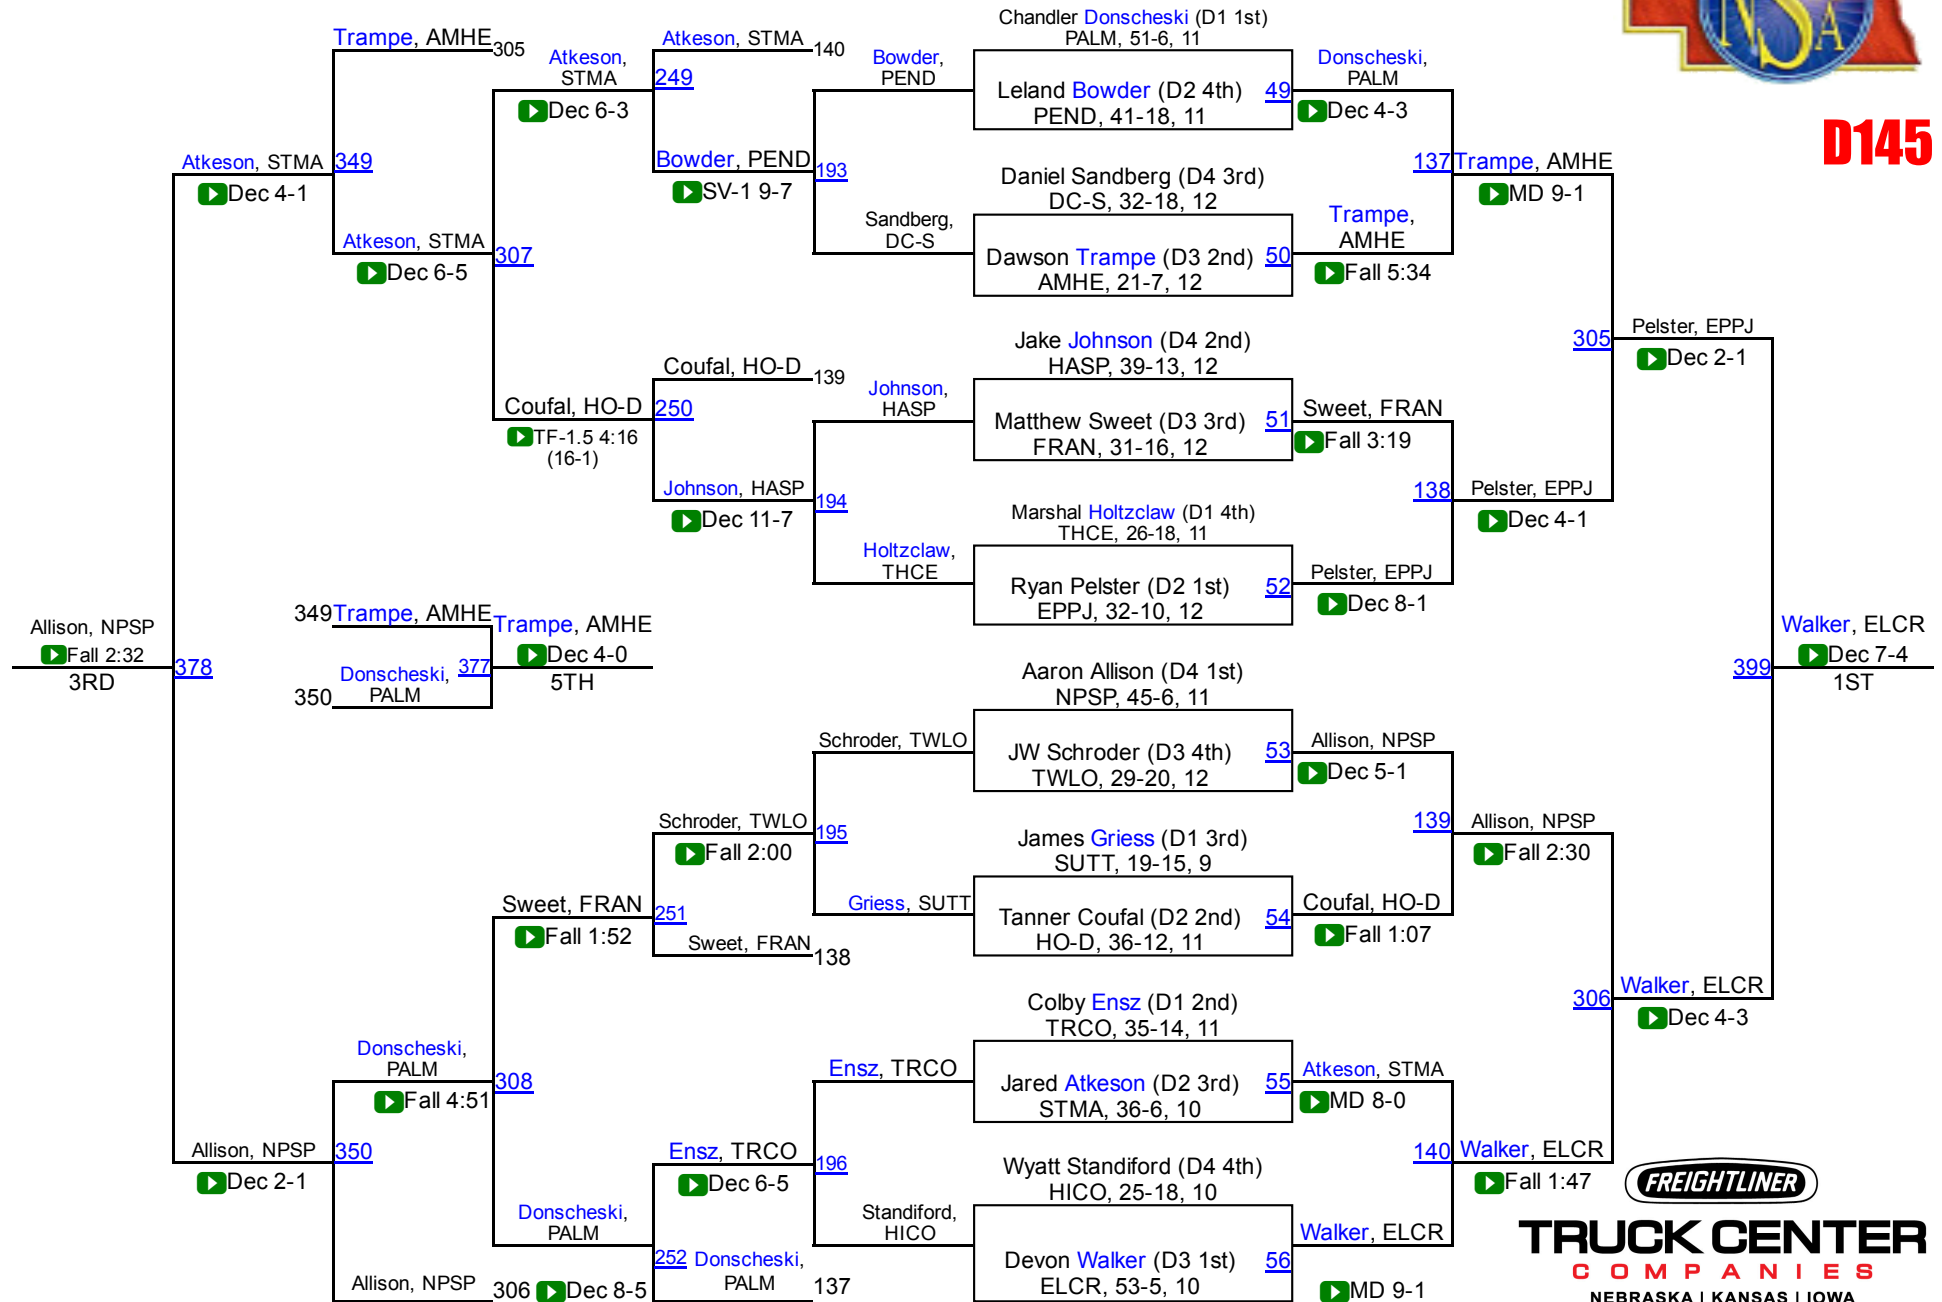 Trampe, AMHE
305
Atkeson,
STMA
Dec 6-3
Atkeson, STMA
140
249
Bowder,
PEND
Chandler Donscheski (D1 1st)
PALM, 51-6, 11
Leland Bowder (D2 4th)
PEND, 41-18, 11
49
Donscheski,
PALM
Dec 4-3
NSA
D145
Atkeson, STMA
349
Dec 4-1
Bowder, PEND
SV-1 9-7
193
Daniel Sandberg (D4 3rd)
DC-S, 32-18, 12
137
Trampe, AMHE
MD 9-1
Atkeson, STMA
Dec 6-5
307
Sandberg,
DC-S
Dawson Trampe (D3 2nd)
AMHE, 21-7, 12
50
Trampe,
AMHE
Fall 5:34
Jake Johnson (D4 2nd)
HASP, 39-13, 12
305
Pelster, EPPJ
Dec 2-1
Coufal, HO-D
139
Coufal, HO-D
250
TF-1.5 4:16
(16-1)
Johnson,
HASP
Matthew Sweet (D3 3rd)
FRAN, 31-16, 12
51
Sweet, FRAN
Fall 3:19
Johnson, HASP
Dec 11-7
194
Marshal Holtzclaw (D1 4th)
THCE, 26-18, 11
138
Pelster, EPPJ
Dec 4-1
Holtzclaw,
THCE
Ryan Pelster (D2 1st)
EPPJ, 32-10, 12
52
Pelster, EPPJ
Dec 8-1
Allison, NPSP
Fall 2:32
3RD
378
349
Trampe, AMHE
Donscheski,
PALM
350
377
Trampe, AMHE
Dec 4-0
5TH
Walker, ELCR
Dec 7-4
1ST
399
Aaron Allison (D4 1st)
NPSP, 45-6, 11
Schroder, TWLO
JW Schroder (D3 4th)
TWLO, 29-20, 12
53
Allison, NPSP
Dec 5-1
Schroder, TWLO
Fall 2:00
195
James Griess (D1 3rd)
SUTT, 19-15, 9
139
Allison, NPSP
Fall 2:30
Sweet, FRAN
Fall 1:52
251
Sweet, FRAN
138
Griess, SUTT
Tanner Coufal (D2 2nd)
HO-D, 36-12, 11
54
Coufal, HO-D
Fall 1:07
Colby Ensz (D1 2nd)
TRCO, 35-14, 11
306
Walker, ELCR
Dec 4-3
Donscheski,
PALM
Fall 4:51
308
Ensz, TRCO
Jared Atkeson (D2 3rd)
STMA, 36-6, 10
55
Atkeson, STMA
MD 8-0
Allison, NPSP
Dec 2-1
350
Ensz, TRCO
Dec 6-5
196
Wyatt Standiford (D4 4th)
HICO, 25-18, 10
140
Walker, ELCR
Fall 1:47
Donscheski,
PALM
Dec 8-5
252
Donscheski,
PALM
137
Standiford,
HICO
Devon Walker (D3 1st)
ELCR, 53-5, 10
56
Walker, ELCR
MD 9-1
Allison, NPSP
306
FREIGHTLINER
TRUCK CENTER
COMPANIES
NEBRASKA | KANSAS | IOWA